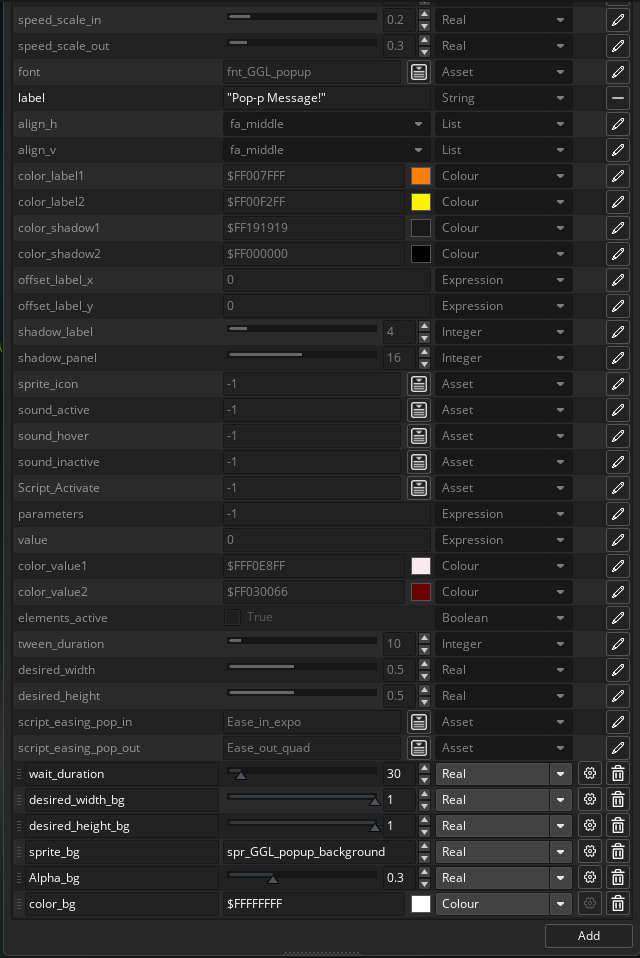 speed_scale_in 0.2 Real
speed_scale_out 0.3 Real
font fnt_GGL_popup Asset
label "Pop-p Message!" String
align_h fa_middle List
align_v fa_middle List
color_label1 $FF007FFF Colour
color_label2 $FF00F2FF Colour
color_shadow1 $FF191919 Colour
color_shadow2 $FF000000 Colour
offset_label_x 0 Expression
offset_label_y 0 Expression
shadow_label 4 Integer
shadow_panel 16 Integer
sprite_icon -1 Asset
sound_active -1 Asset
sound_hover -1 Asset
sound_inactive -1 Asset
Script_Activate -1 Asset
parameters -1 Expression
value 0 Expression
color_value1 $FFF0E8FF Colour
color_value2 $FF030066 Colour
elements_active True Boolean
tween_duration 10 Integer
desired_width 0.5 Real
desired_height 0.5 Real
script_easing_pop_in Ease_in_expo Asset
script_easing_pop_out Ease_out_quad Asset
wait_duration 30 Real
desired_width_bg 1 Real
desired_height_bg 1 Real
sprite_bg spr_GGL_popup_background Real
Alpha_bg 0.3 Real
color_bg $FFFFFFFF Colour
Add